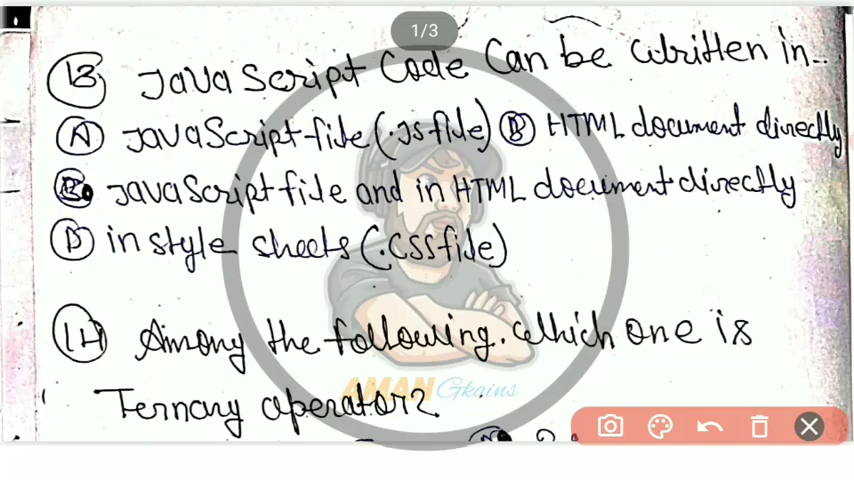 1/3
(13) JavaScript Code Can be written in..
(A) JavaScript file (.JS file) (B) HTML document directly
JavaScript file and in HTML document directly
(D) in style sheets (.CSS file)
(14) Among the following. Which one is
Ternary operator?
AMAN Gkains